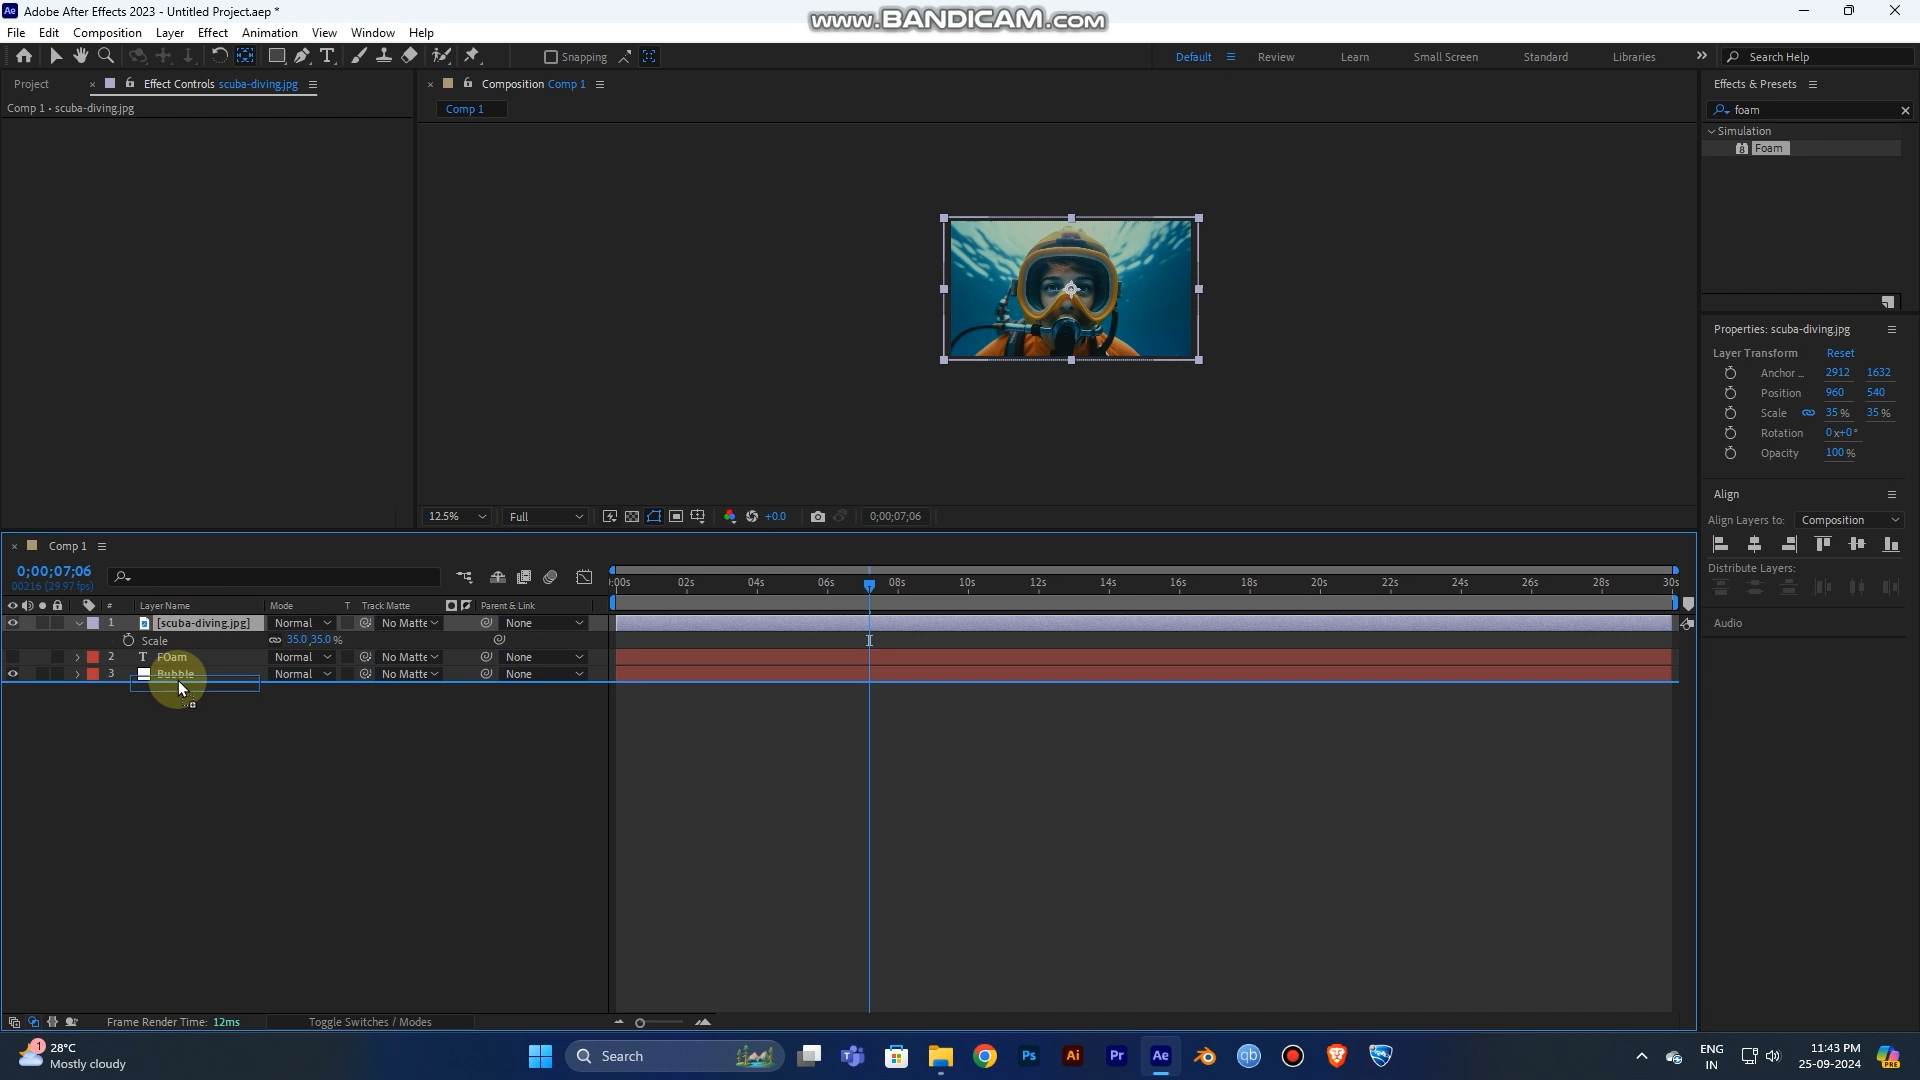 Adobe After Effects 2023 - Untitled Project.aep *
www.BANDICAM.com
File Edit Composition Layer Effect Animation View Window Help
Snapping
Default Review Learn Small Screen Standard Libraries Search Help
Project Effect Controls scuba-diving.jpg
Comp 1 • scuba-diving.jpg
Composition Comp 1
Comp 1
Effects & Presets
foam
Simulation
Foam
Properties: scuba-diving.jpg
Layer Transform Reset
Anchor ... 2912 1632
Position 960 540
Scale 35 % 35 %
Rotation 0x+0°
Opacity 100 %
Align
Align Layers to: Composition
Distribute Layers:
Audio
12.5% Full +0.0 0;00;07;06
Comp 1
0;00;07;06
00216 (29.97 fps)
:00s 02s 04s 06s 08s 10s 12s 14s 16s 18s 20s 22s 24s 26s 28s 30s
# Layer Name Mode T Track Matte Parent & Link
1 [scuba-diving.jpg] Normal No Matte None
Scale 35.0,35.0 %
2 T FOam Normal No Matte None
3 Bubble Normal No Matte None
Frame Render Time: 12ms Toggle Switches / Modes
1 28°C
Mostly cloudy
Search
Ps Ai Pr Ae qb
ENG
IN
11:43 PM
25-09-2024
PRE